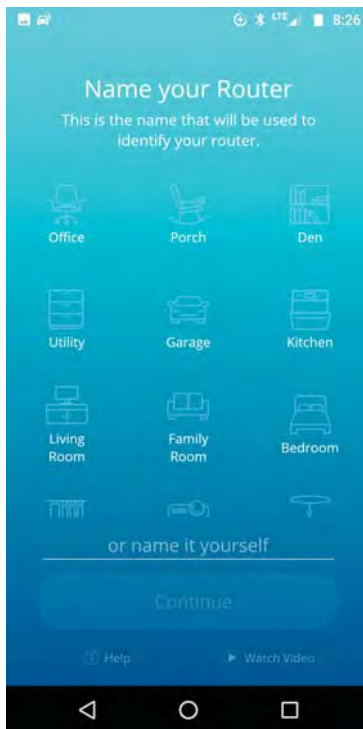 LTE 8:26
Name your Router
This is the name that will be used to
identify your router.
Office Porch Den
Utility Garage Kitchen
Living Room Family Room Bedroom
or name it yourself
Continue
? Help Watch Video